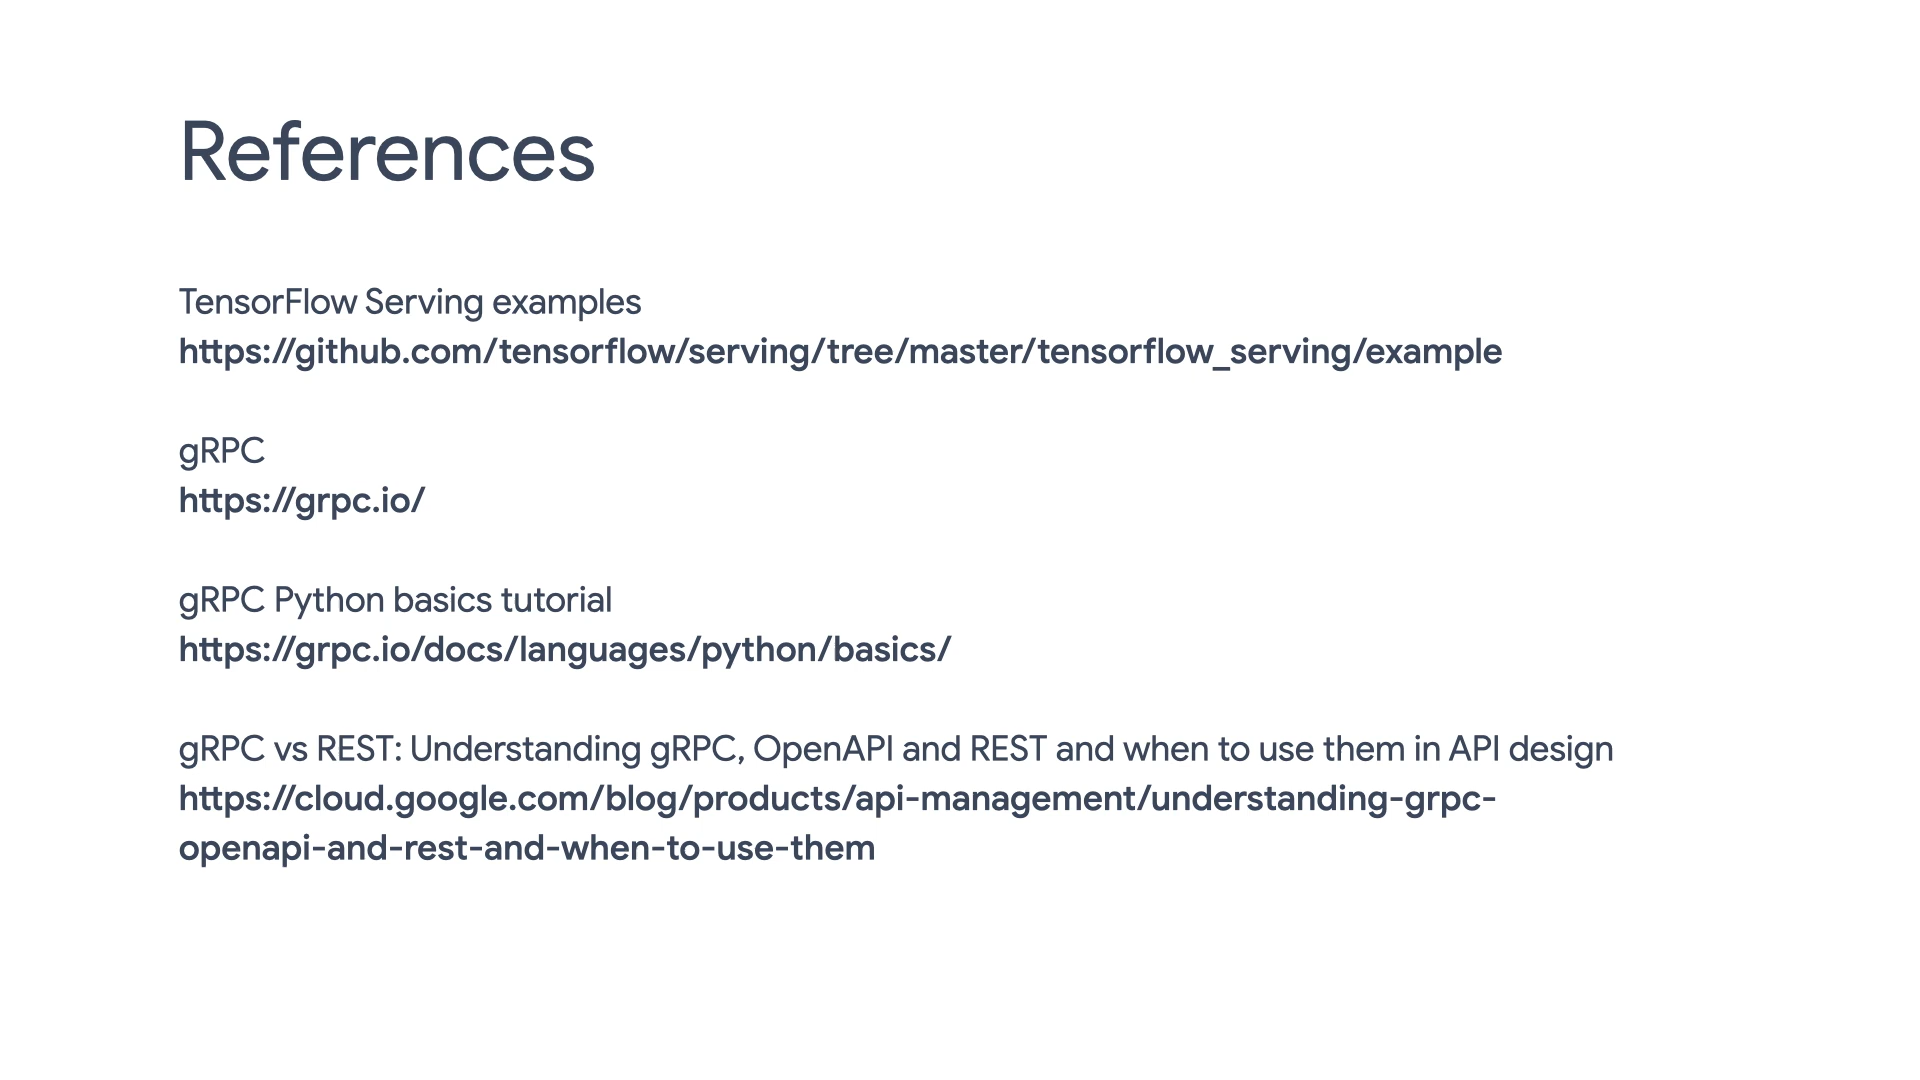 References
TensorFlow Serving examples
https://github.com/tensorflow/serving/tree/master/tensorflow_serving/example
gRPC
https://grpc.io/
gRPC Python basics tutorial
https://grpc.io/docs/languages/python/basics/
gRPC vs REST: Understanding gRPC, OpenAPI and REST and when to use them in API design
https://cloud.google.com/blog/products/api-management/understanding-grpc-
openapi-and-rest-and-when-to-use-them